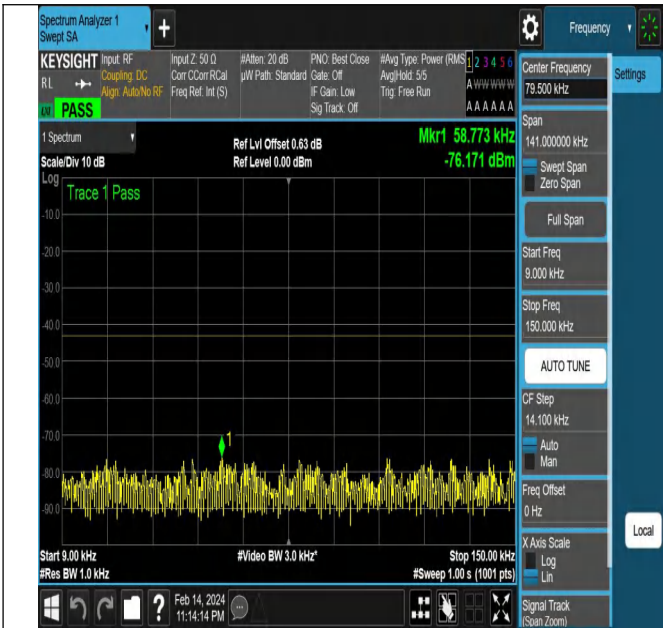 Spectrum Analyzer 1
Swept SA
+
Frequency
KEYSIGHT
RL
PASS
Input: RF
Coupling: DC
Align: Auto/No RF
Input Z: 50 Ω
Corr CCorr RCal
Freq Ref: Int (S)
#Atten: 20 dB
µW Path: Standard
PNO: Best Close
Gate: Off
IF Gain: Low
Sig Track: Off
#Avg Type: Power (RMS
Avg|Hold: 5/5
Trig: Free Run
1 2 3 4 5 6
A W W W W W
A A A A A A
1 Spectrum
Scale/Div 10 dB
Ref Lvl Offset 0.63 dB
Ref Level 0.00 dBm
Mkr1 58.773 kHz
-76.171 dBm
Log
Trace 1 Pass
-10.0
-20.0
-30.0
-40.0
-50.0
-60.0
-70.0
-80.0
-90.0
1
Start 9.00 kHz
#Res BW 1.0 kHz
#Video BW 3.0 kHz*
Stop 150.00 kHz
#Sweep 1.00 s (1001 pts)
Center Frequency
79.500 kHz
Settings
Span
141.000000 kHz
Swept Span
Zero Span
Full Span
Start Freq
9.000 kHz
Stop Freq
150.000 kHz
AUTO TUNE
CF Step
14.100 kHz
Auto
Man
Freq Offset
0 Hz
X Axis Scale
Log
Lin
Local
Signal Track
(Span Zoom)
?
Feb 14, 2024
11:14:14 PM